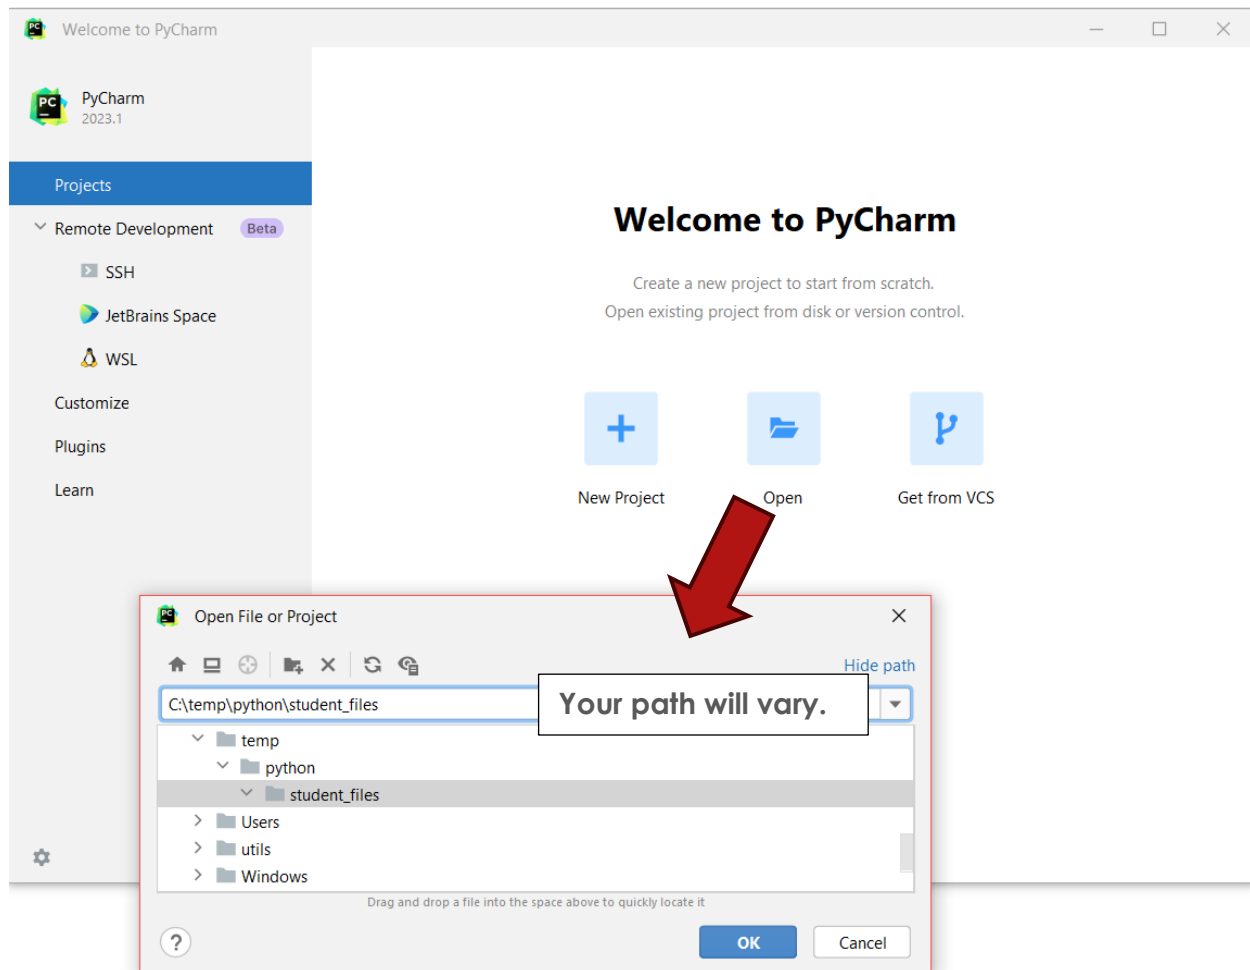 PC Welcome to PyCharm
PC PyCharm
2023.1
Projects
Remote Development Beta
SSH
JetBrains Space
WSL
Customize
Plugins
Learn
Welcome to PyCharm
Create a new project to start from scratch.
Open existing project from disk or version control.
New Project Open Get from VCS
PC Open File or Project
Hide path
C:\temp\python\student_files
Your path will vary.
temp
python
student_files
Users
utils
Windows
Drag and drop a file into the space above to quickly locate it
? OK Cancel